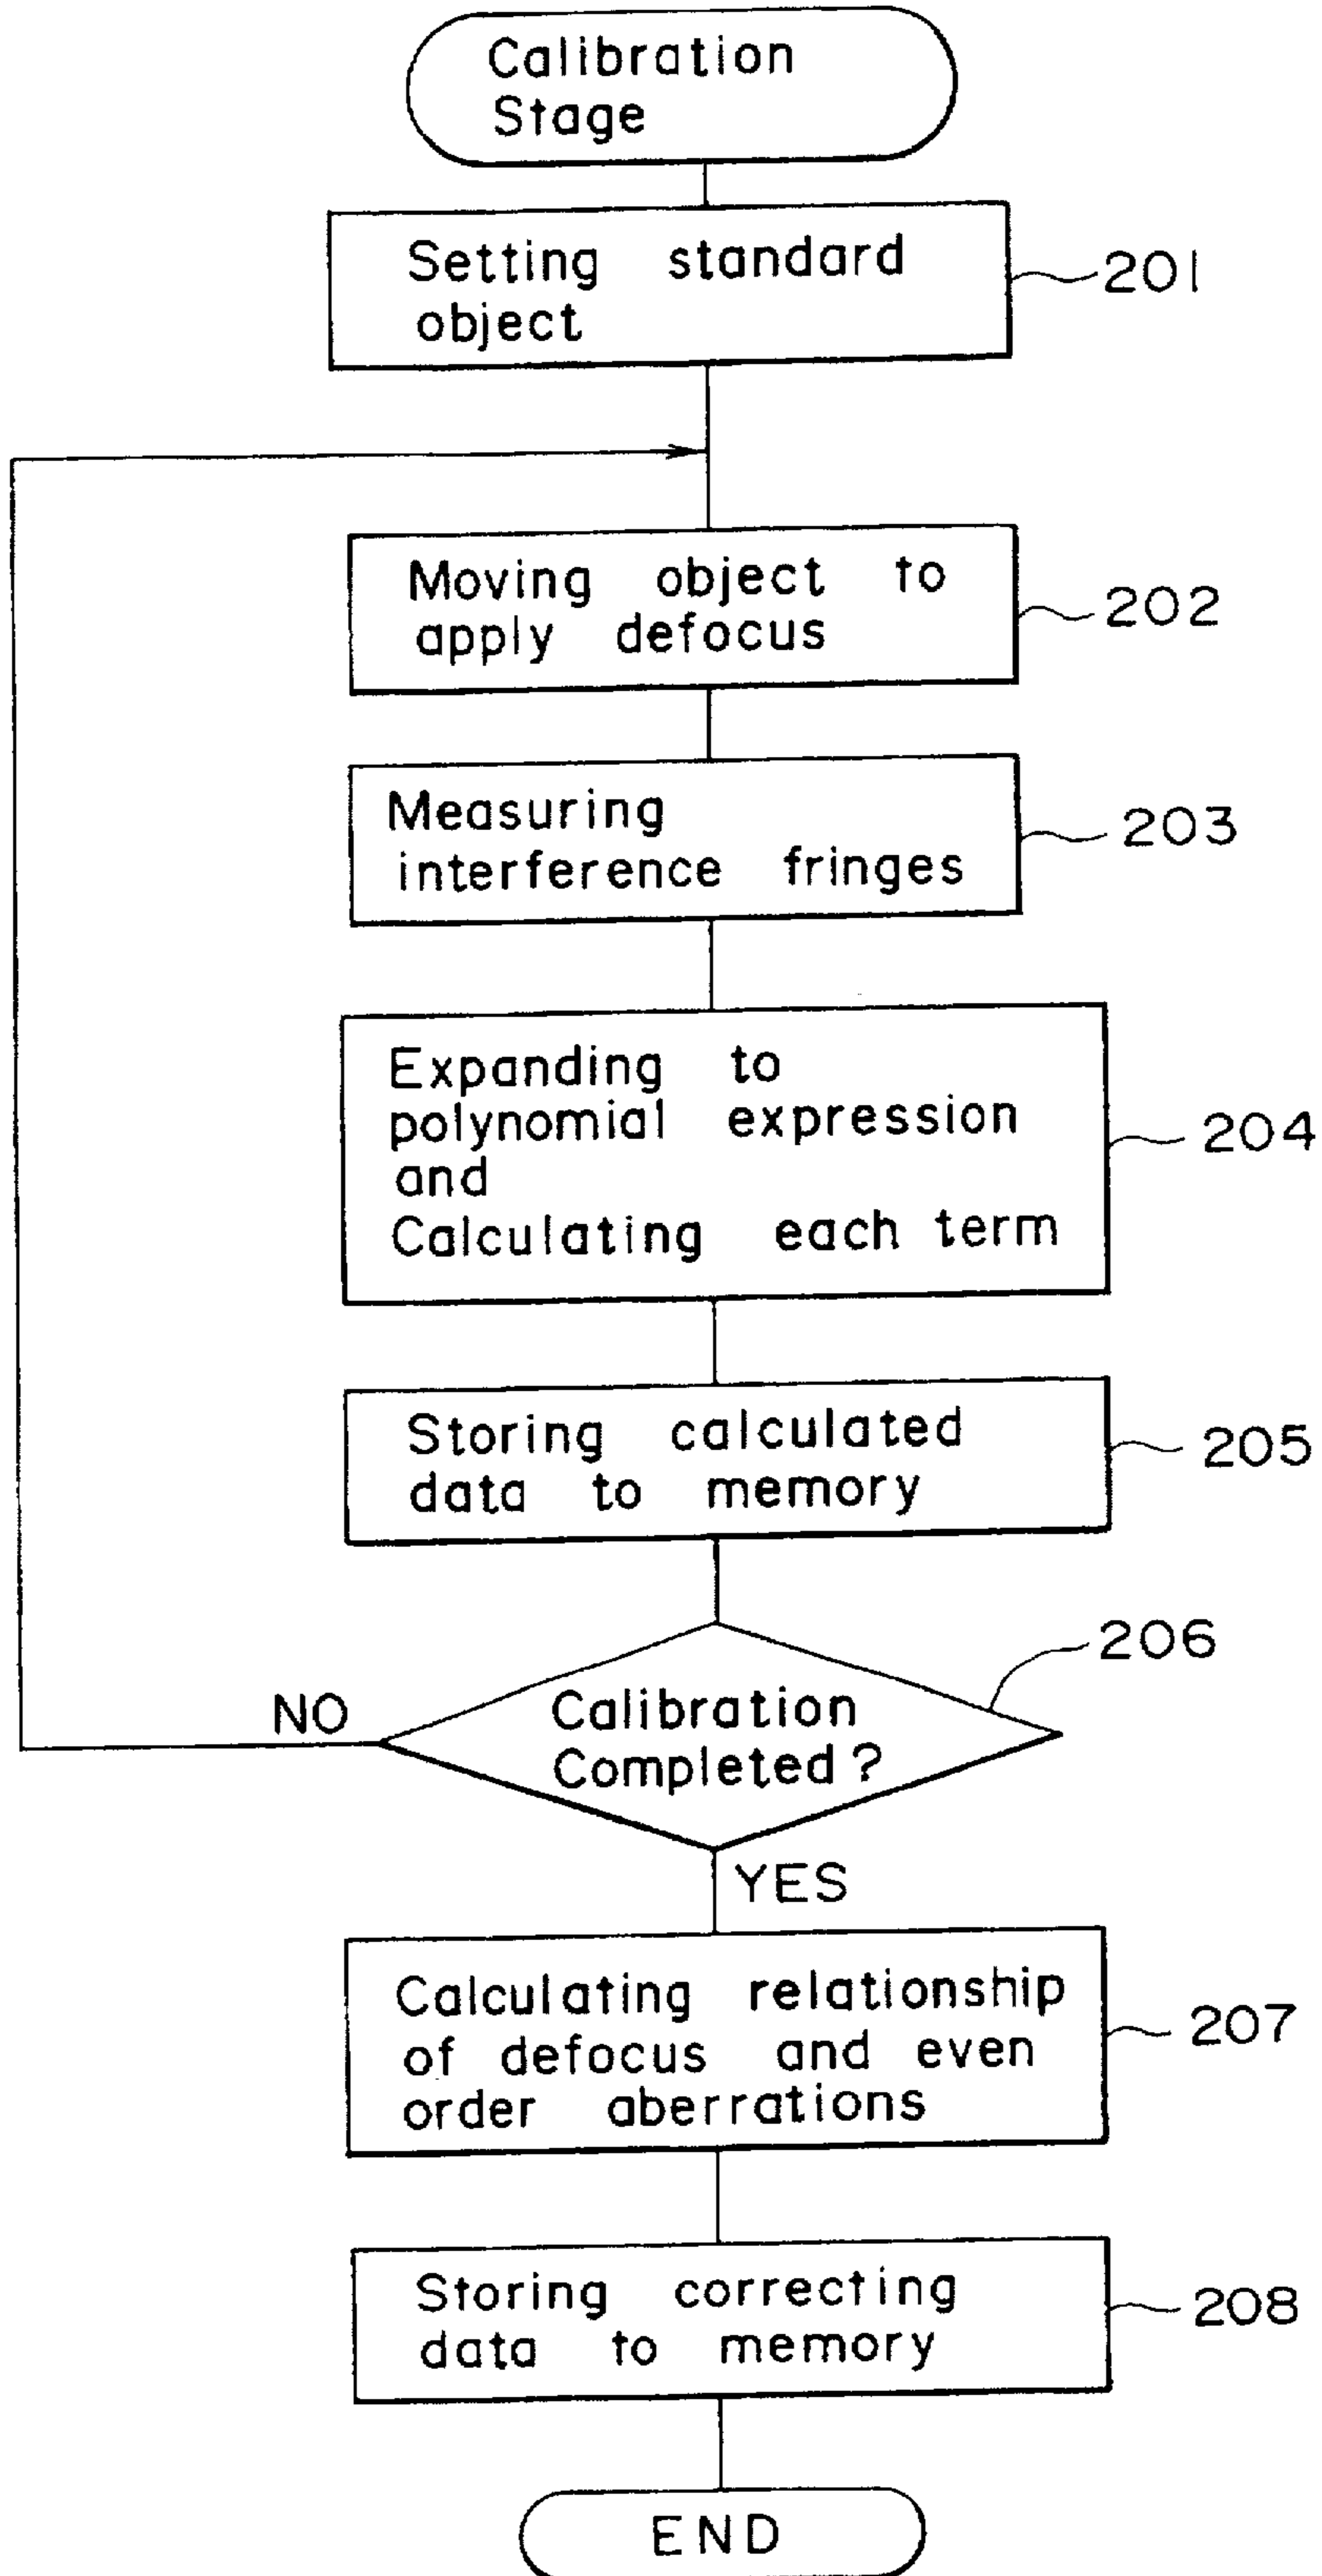 Calibration
Stage
Setting standard
object
201
Moving object to
apply defocus
202
Measuring
interference fringes
203
Expanding to
polynomial expression
and
Calculating each term
204
Storing calculated
data to memory
205
206
NO
Calibration
Completed?
YES
Calculating relationship
of defocus and even
order aberrations
207
Storing correcting
data to memory
208
END